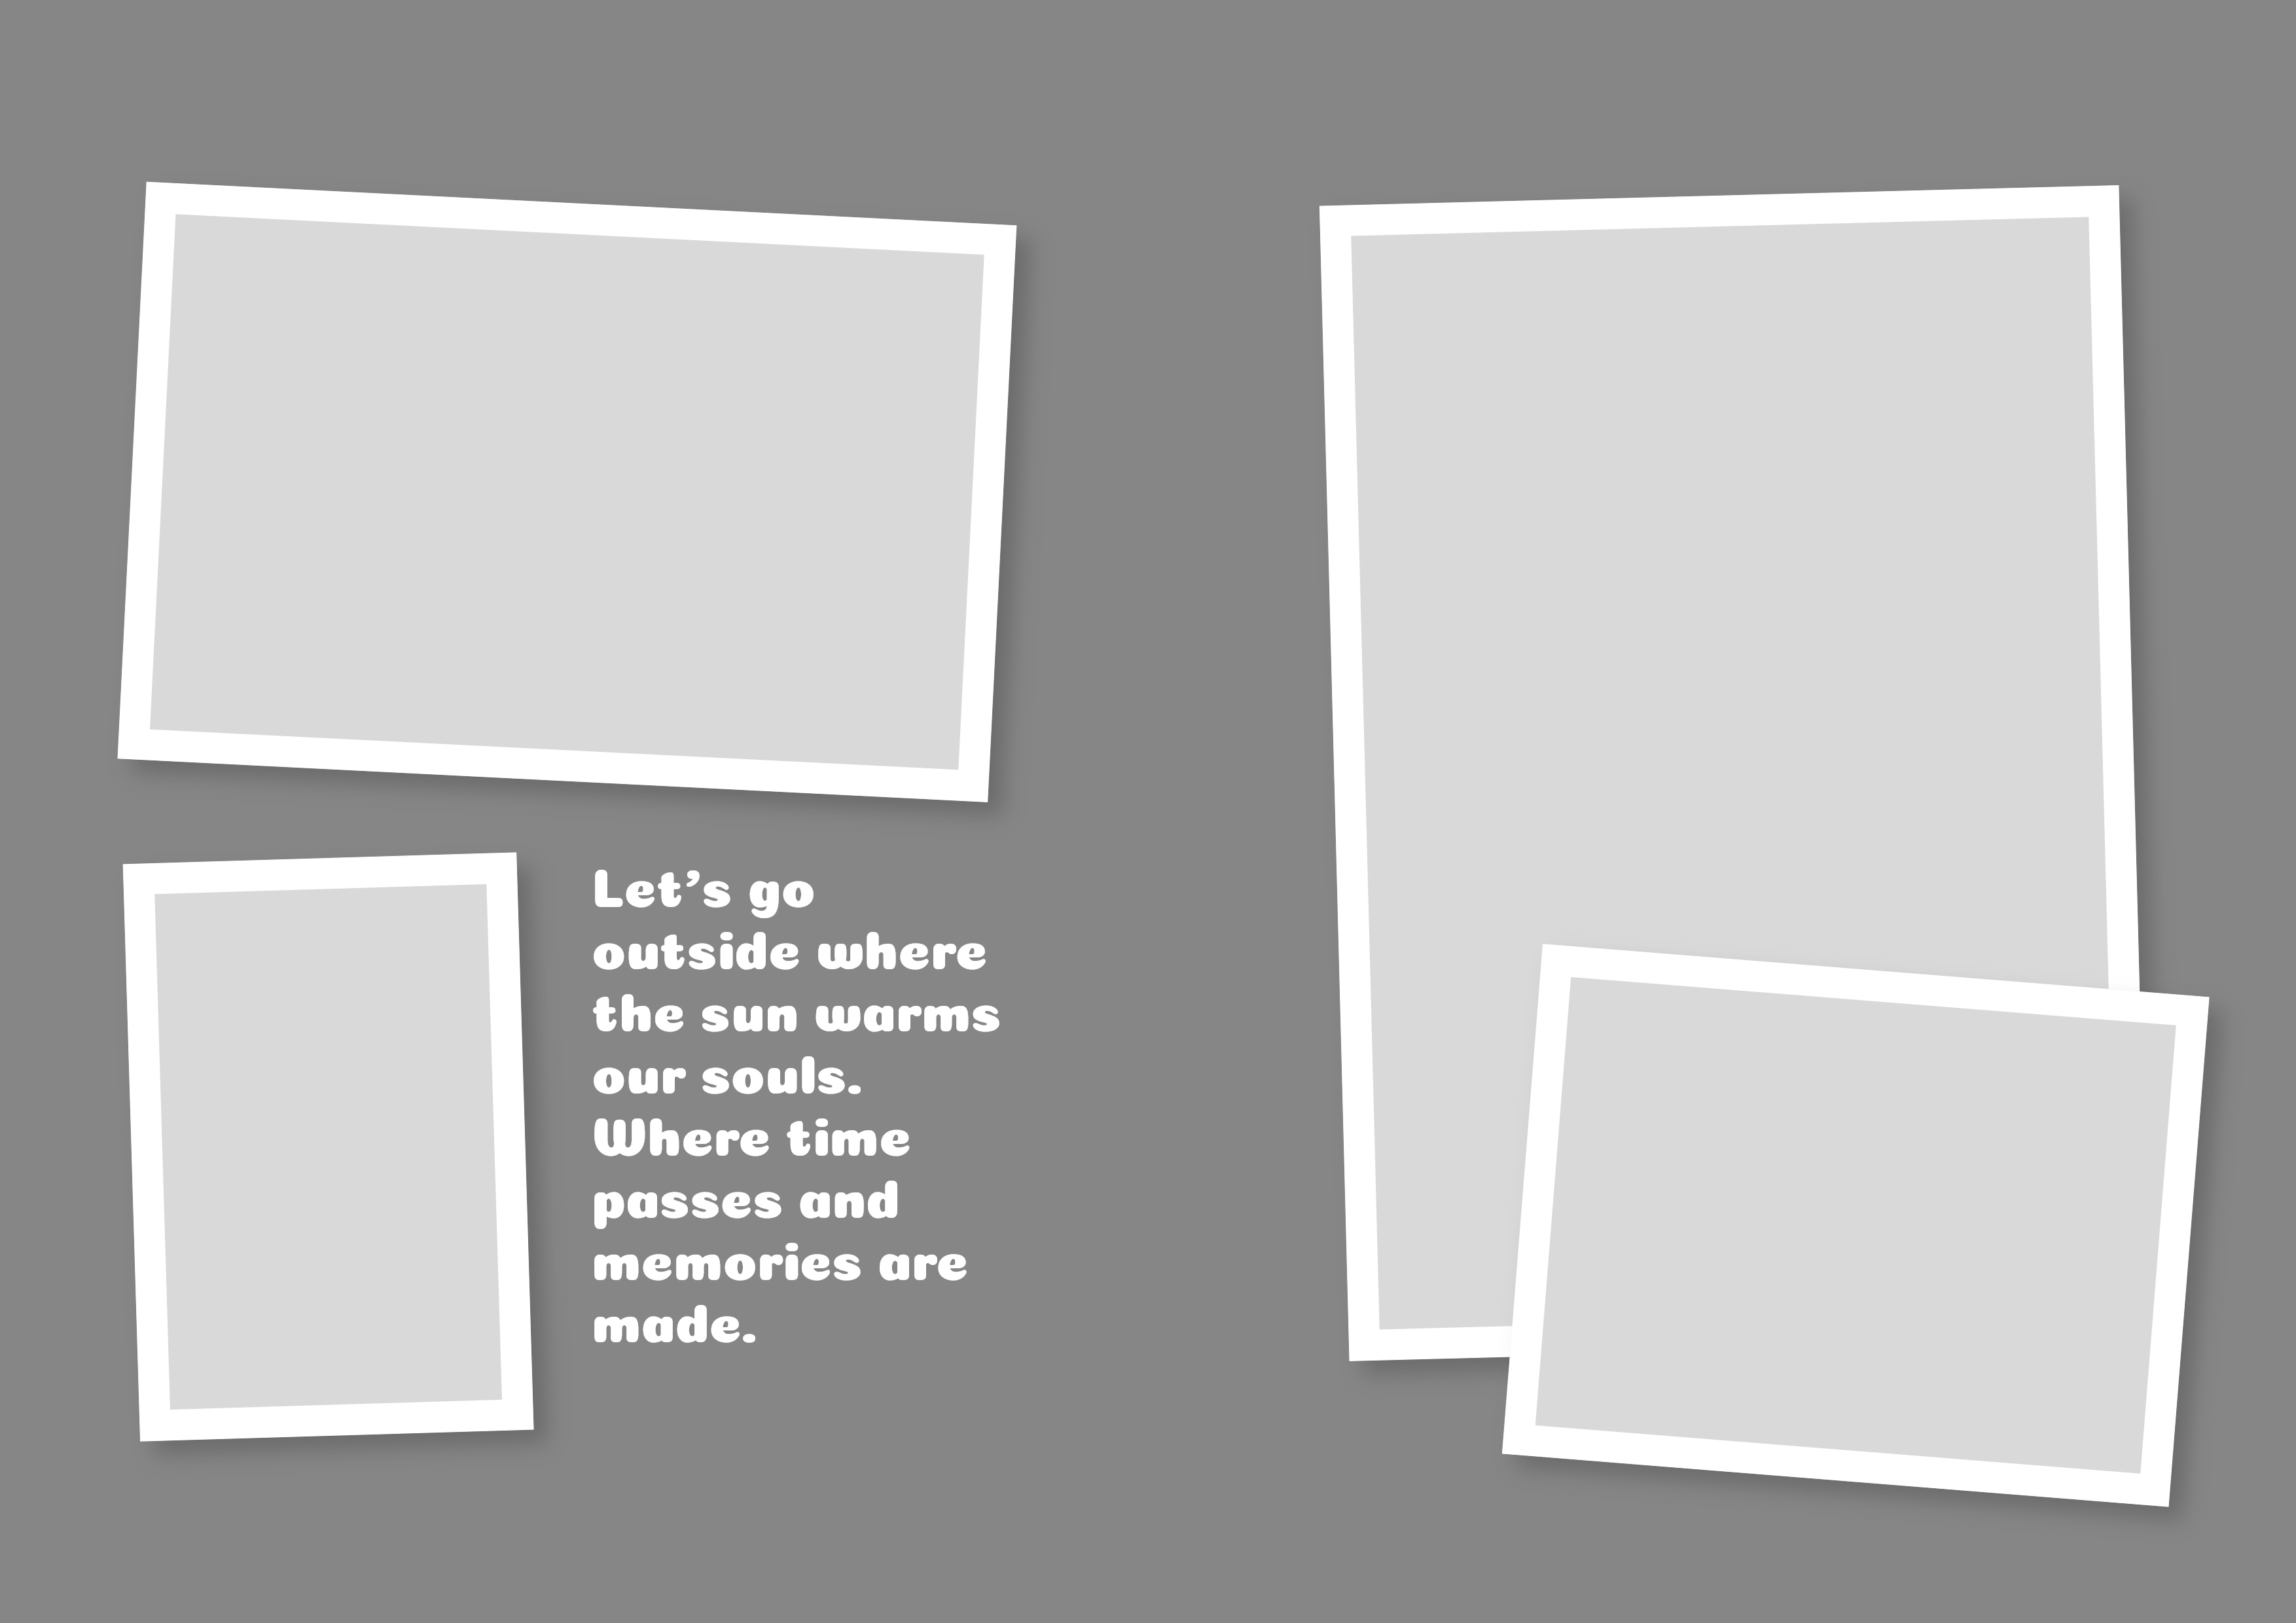 Let’s go
outside where
the sun warms
our souls.
Where time
passes and
memories are
made.